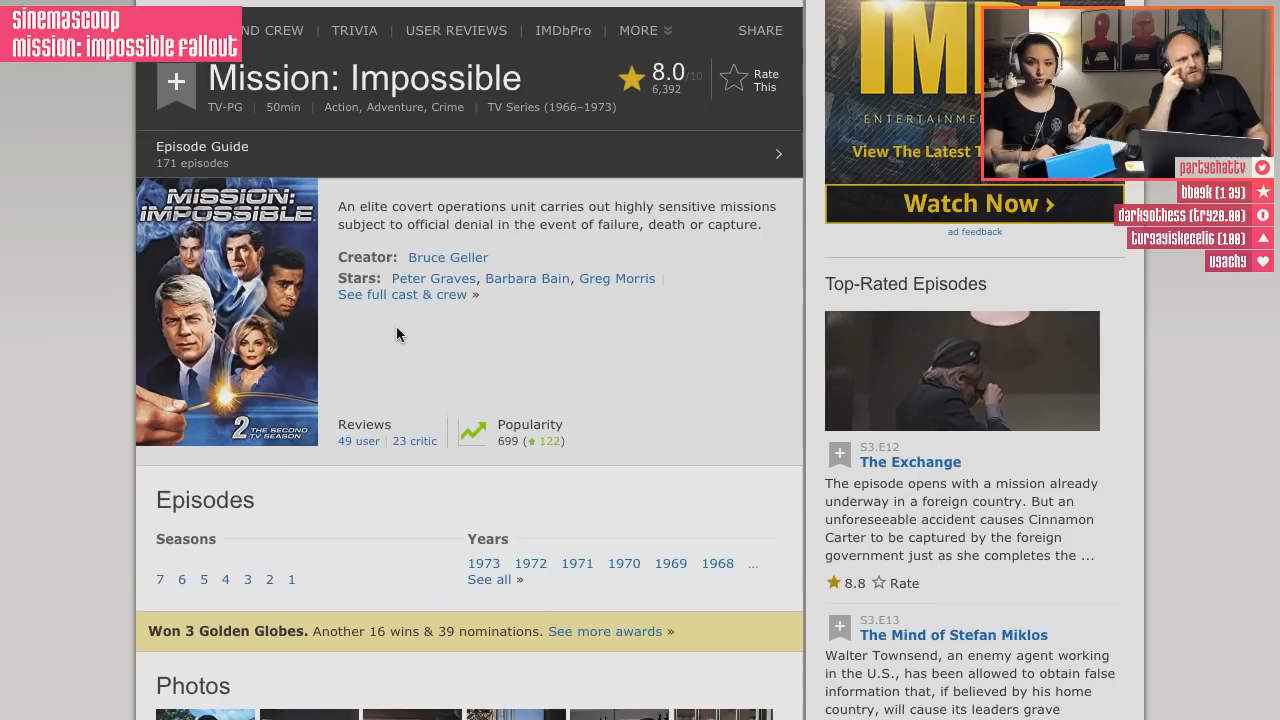 sinemascoop
mission: impossible fallout
ND CREW | TRIVIA | USER REVIEWS | IMDbPro | MORE
SHARE
Mission: Impossible
8.0/10
6,392
Rate
This
TV-PG | 50min | Action, Adventure, Crime | TV Series (1966–1973)
Episode Guide
171 episodes
MISSION:
IMPOSSIBLE
2 THE SECOND
TV SEASON
An elite covert operations unit carries out highly sensitive missions
subject to official denial in the event of failure, death or capture.
Creator: Bruce Geller
Stars: Peter Graves, Barbara Bain, Greg Morris |
See full cast & crew »
Reviews
49 user | 23 critic
Popularity
699 (122)
Episodes
Seasons
7 6 5 4 3 2 1
Years
1973 1972 1971 1970 1969 1968 ...
See all »
Won 3 Golden Globes. Another 16 wins & 39 nominations. See more awards »
Photos
IMD
ENTERTAINMEN
View The Latest T
Watch Now ›
ad feedback
partychattv
bbøgk (1 ay)
darkgothess (try20.00)
turgayiskecelig (100)
vgachy
Top-Rated Episodes
S3.E12
The Exchange
The episode opens with a mission already
underway in a foreign country. But an
unforeseeable accident causes Cinnamon
Carter to be captured by the foreign
government just as she completes the ...
8.8 Rate
S3.E13
The Mind of Stefan Miklos
Walter Townsend, an enemy agent working
in the U.S., has been allowed to obtain false
information that, if believed by his home
country, will cause its leaders grave